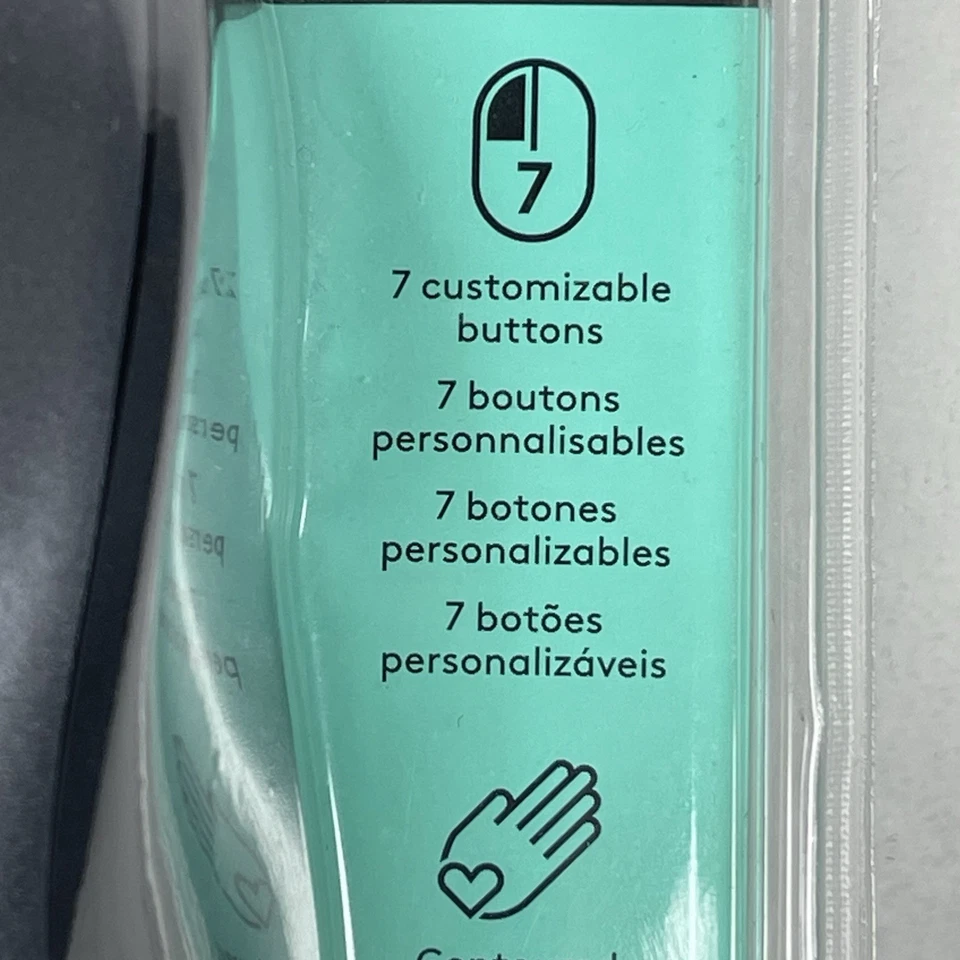 7
7 customizable
buttons
7 boutons
personnalisables
7 botones
personalizables
7 botões
personalizáveis